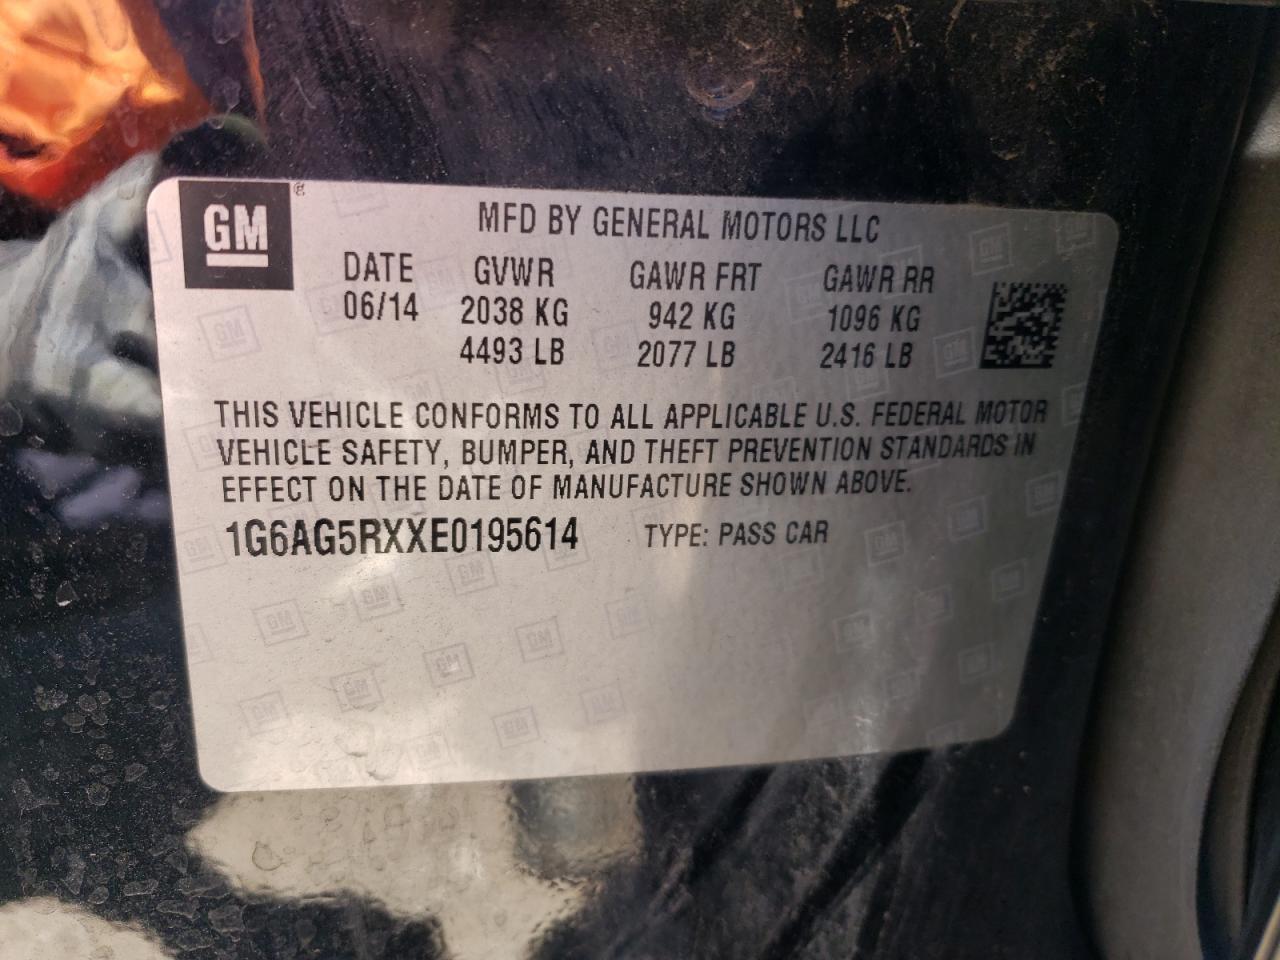 GM®
MFD BY GENERAL MOTORS LLC
DATE GVWR GAWR FRT GAWR RR
06/14 2038 KG 942 KG 1096 KG
4493 LB 2077 LB 2416 LB
THIS VEHICLE CONFORMS TO ALL APPLICABLE U.S. FEDERAL MOTOR
VEHICLE SAFETY, BUMPER, AND THEFT PREVENTION STANDARDS IN
EFFECT ON THE DATE OF MANUFACTURE SHOWN ABOVE.
1G6AG5RXXE0195614 TYPE: PASS CAR